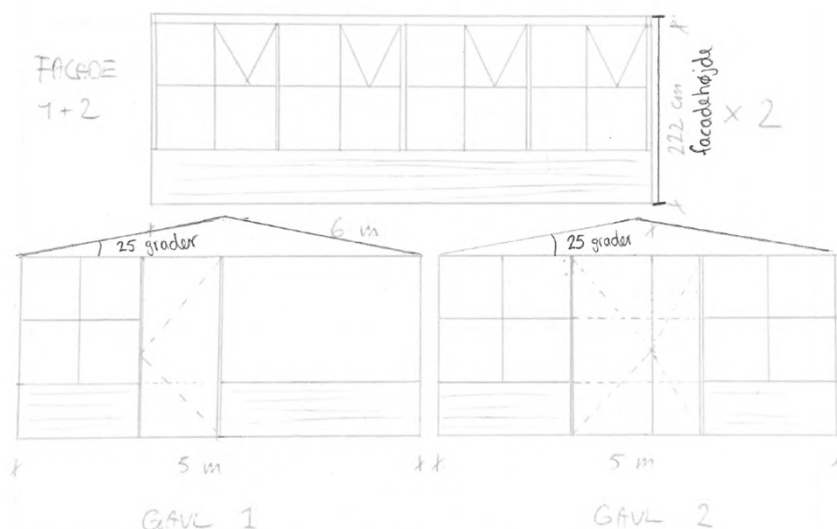 FACADE
1+2
222 cm
facadehøjde
x 2
6 m
25 grader
25 grader
5 m
5 m
GAVL 1
GAVL 2